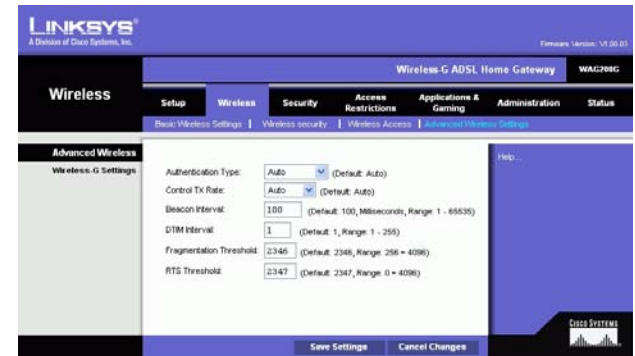 LINKSYS®
A Division of Cisco Systems, Inc.
Firmware Version: V1.00.03
Wireless-G ADSL Home Gateway WAG200G
Wireless
Setup Wireless Security Access Restrictions Applications & Gaming Administration Status
Basic Wireless Settings | Wireless security | Wireless Access | Advanced Wireless Settings
Advanced Wireless
Wireless-G Settings
Help...
Authentication Type: Auto (Default: Auto)
Control TX Rate: Auto (Default: Auto)
Beacon Interval: 100 (Default: 100, Milliseconds, Range: 1 - 65535)
DTIM Interval: 1 (Default: 1, Range: 1 - 255)
Fragmentation Threshold: 2346 (Default: 2346, Range: 256 ~ 4096)
RTS Threshold: 2347 (Default: 2347, Range: 0 ~ 4096)
Save Settings Cancel Changes
CISCO SYSTEMS